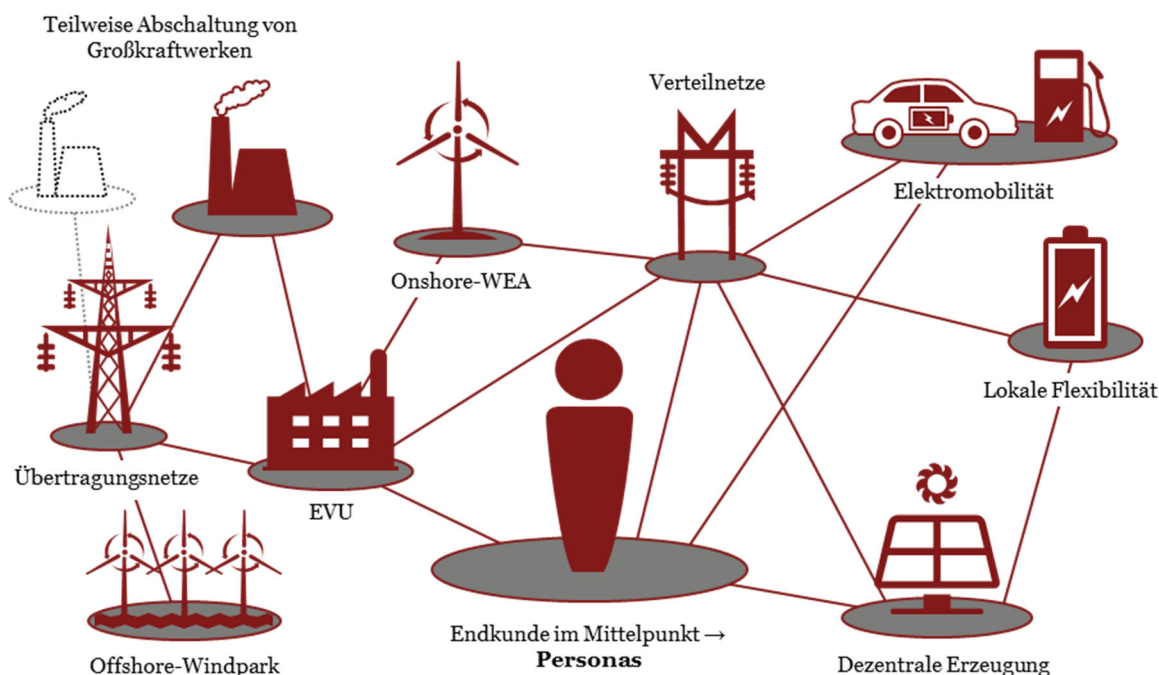 Teilweise Abschaltung von
Großkraftwerken
Verteilnetze
Elektromobilität
Onshore-WEA
Lokale Flexibilität
Übertragungsnetze
EVU
Endkunde im Mittelpunkt →
Personas
Offshore-Windpark
Dezentrale Erzeugung